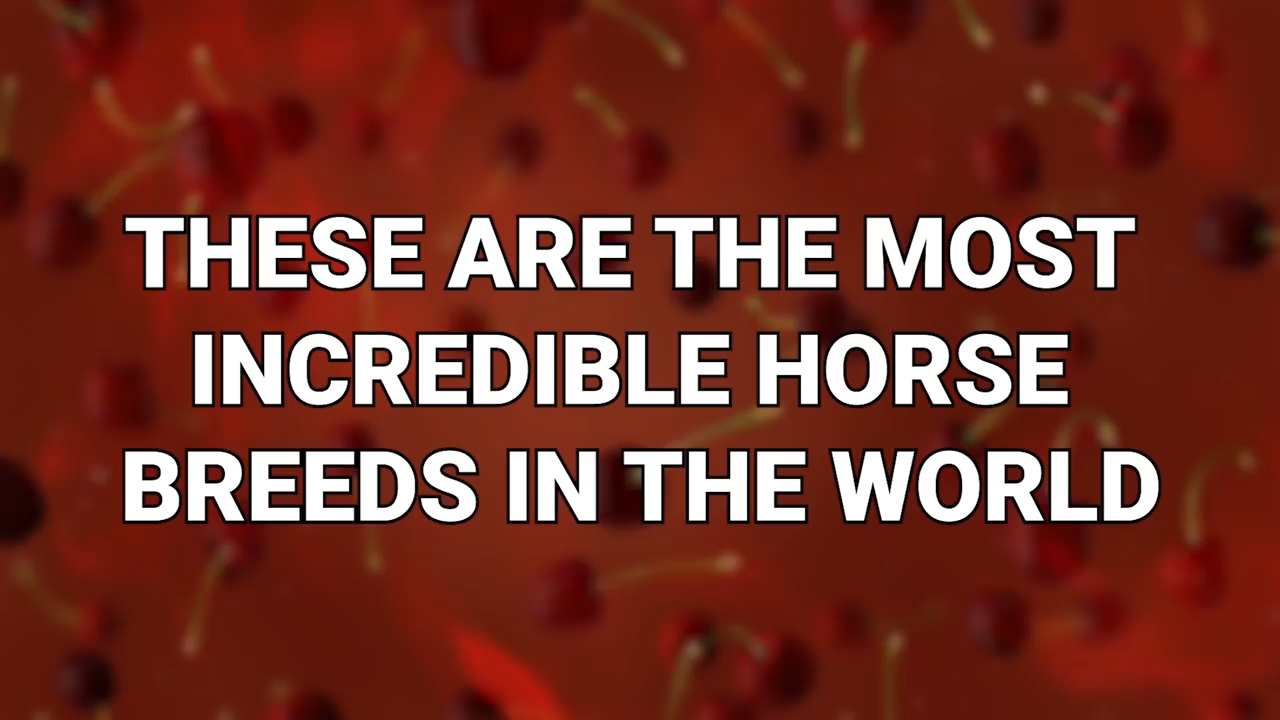 THESE ARE THE MOST
INCREDIBLE HORSE
BREEDS IN THE WORLD